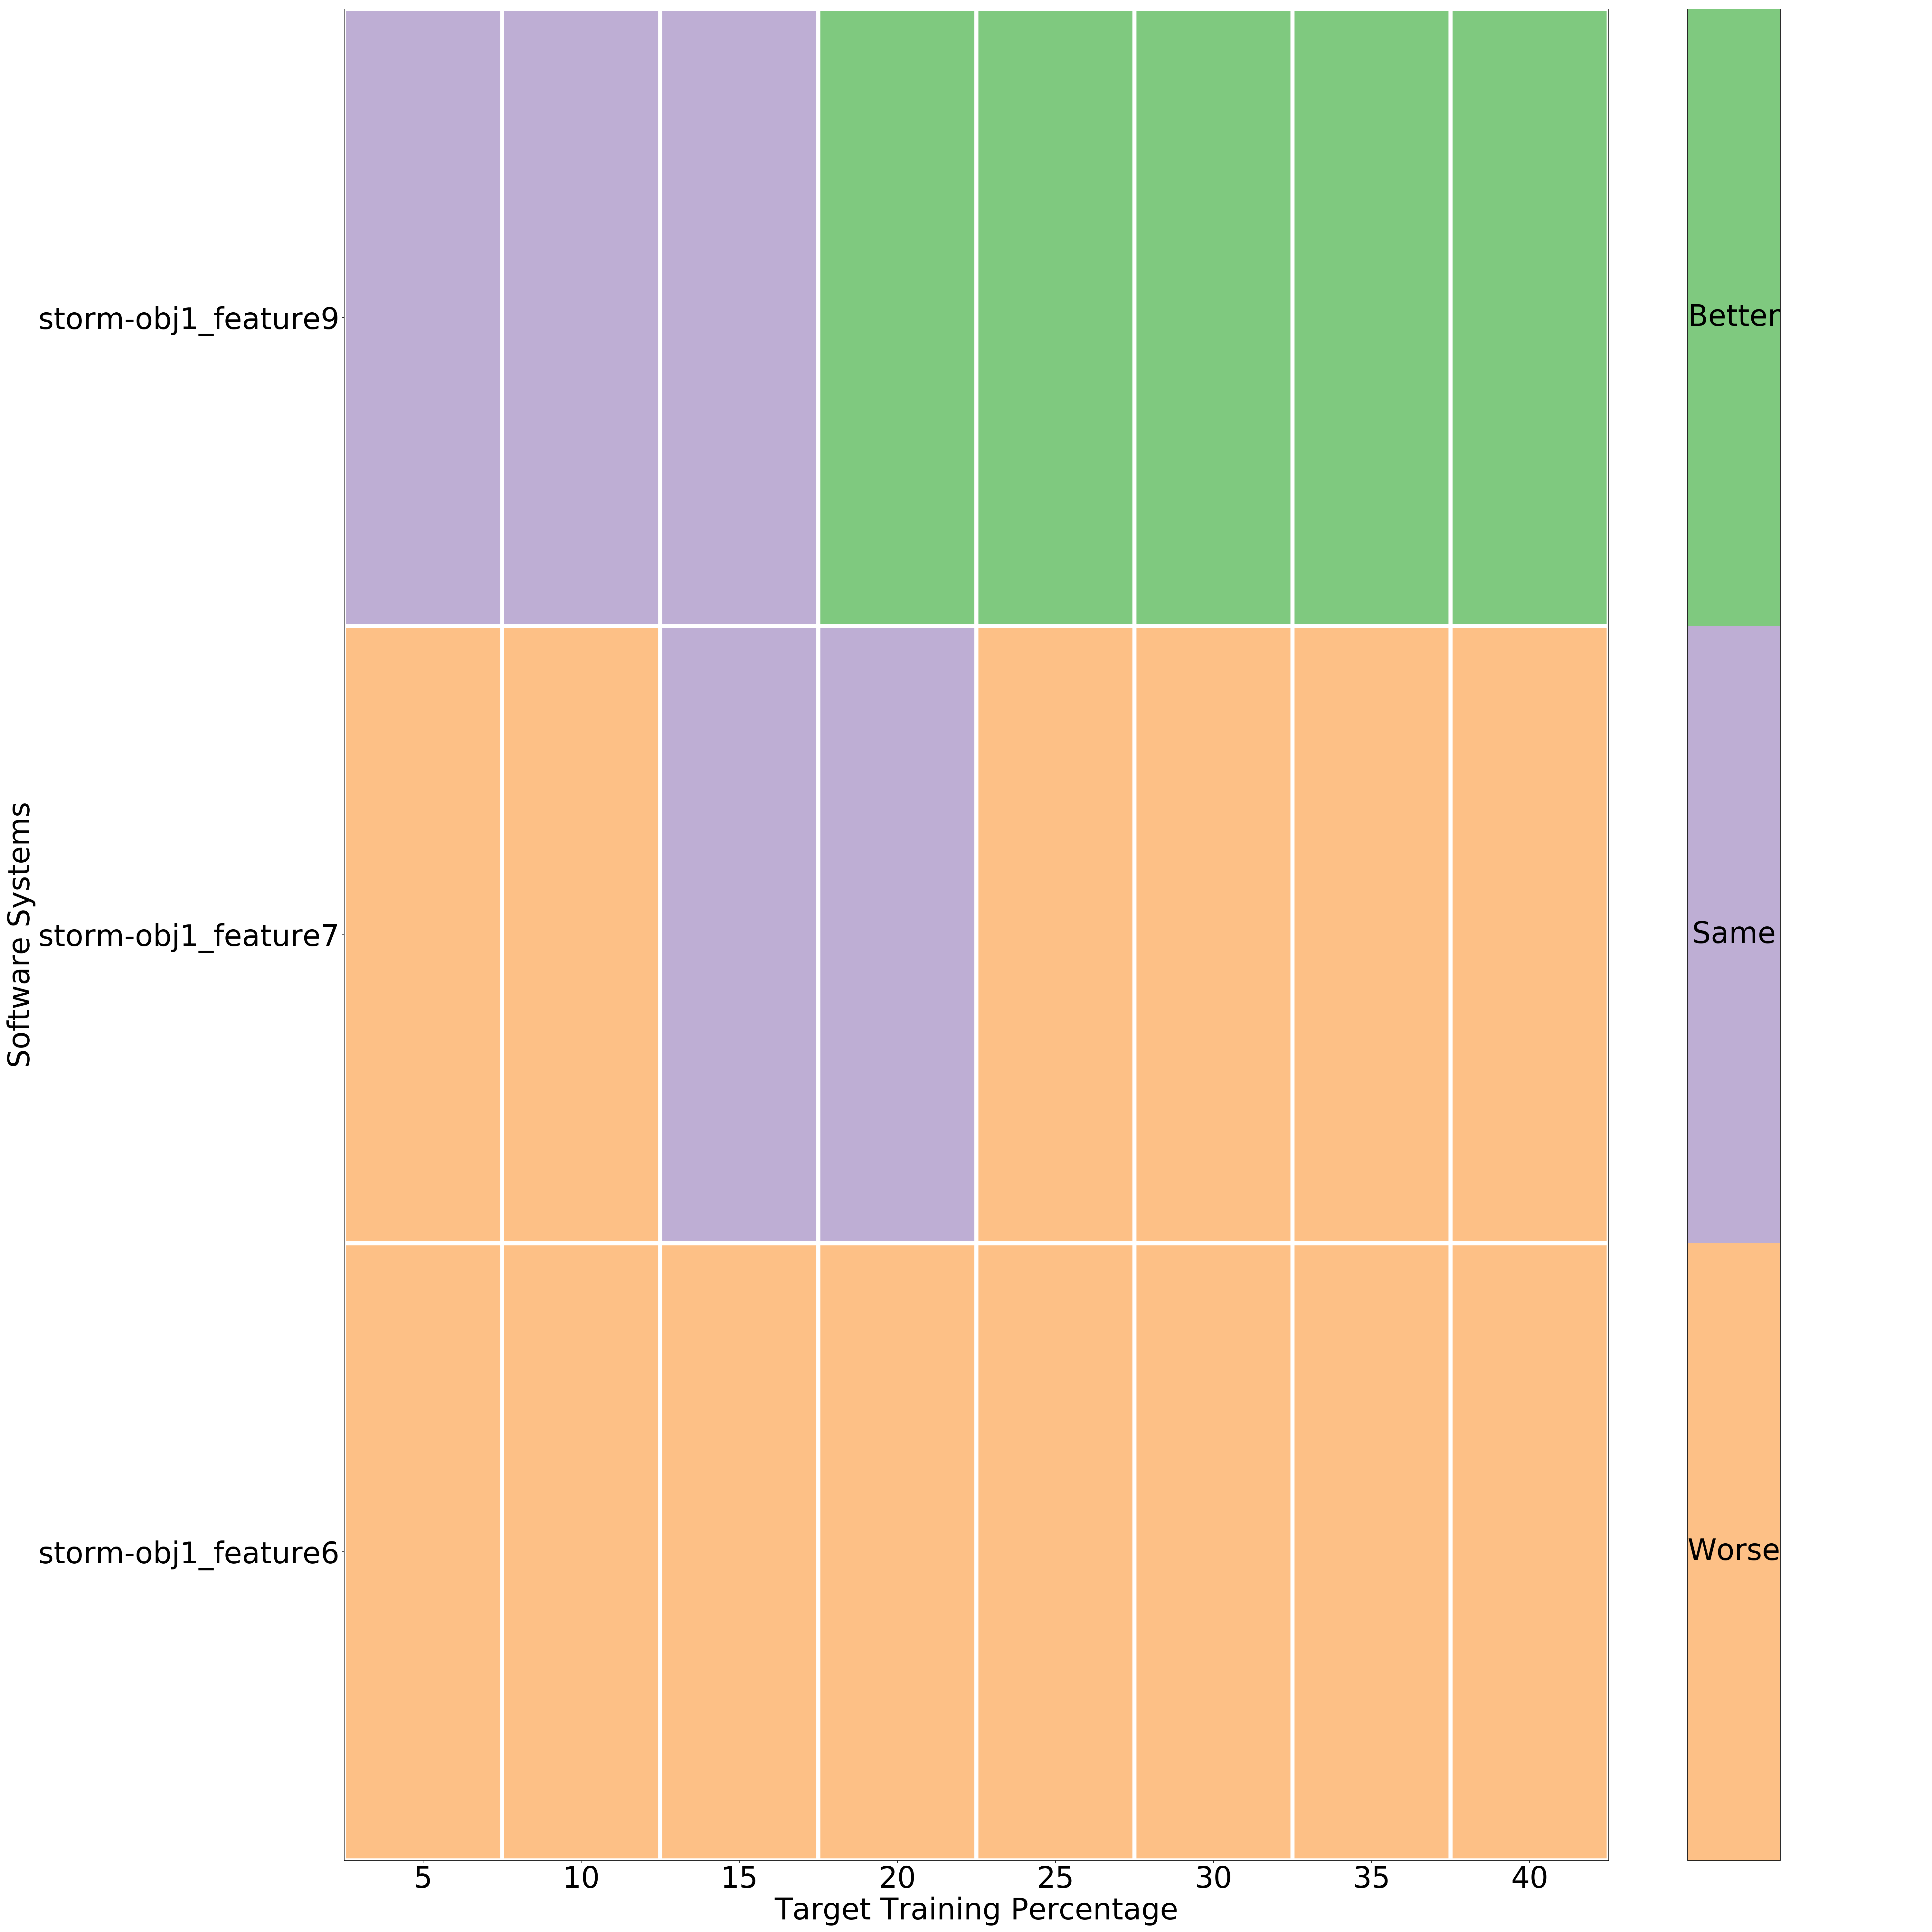 storm-obj1_feature9
storm-obj1_feature7
storm-obj1_feature6
Software Systems
5 10 15 20 25 30 35 40
Target Training Percentage
Better
Same
Worse